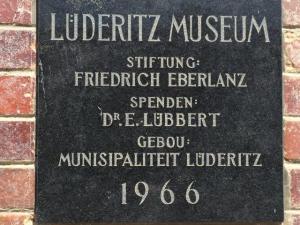 LÜDERITZ MUSEUM
STIFTUNG:
FRIEDRICH EBERLANZ
SPENDEN:
DR. E. LÜBBERT
GEBOU:
MUNISIPALITEIT LÜDERITZ
1966